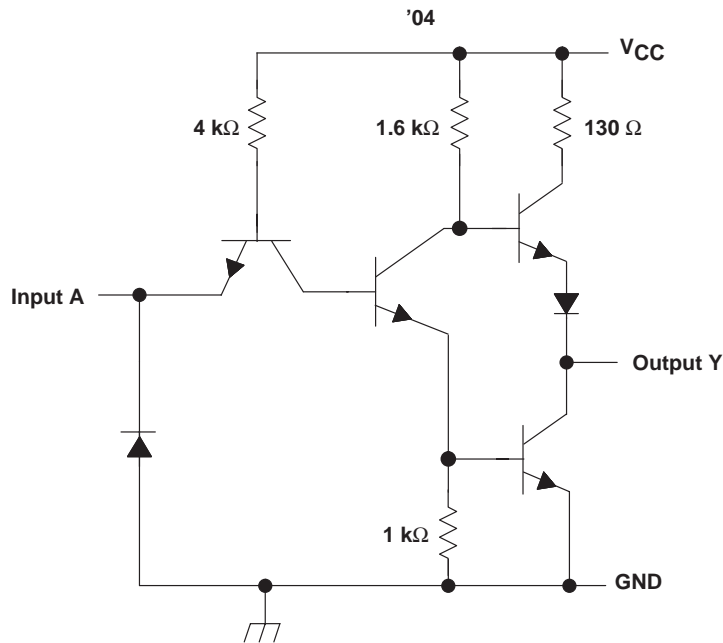 '04
VCC
4 kΩ
1.6 kΩ
130 Ω
Input A
Output Y
1 kΩ
GND